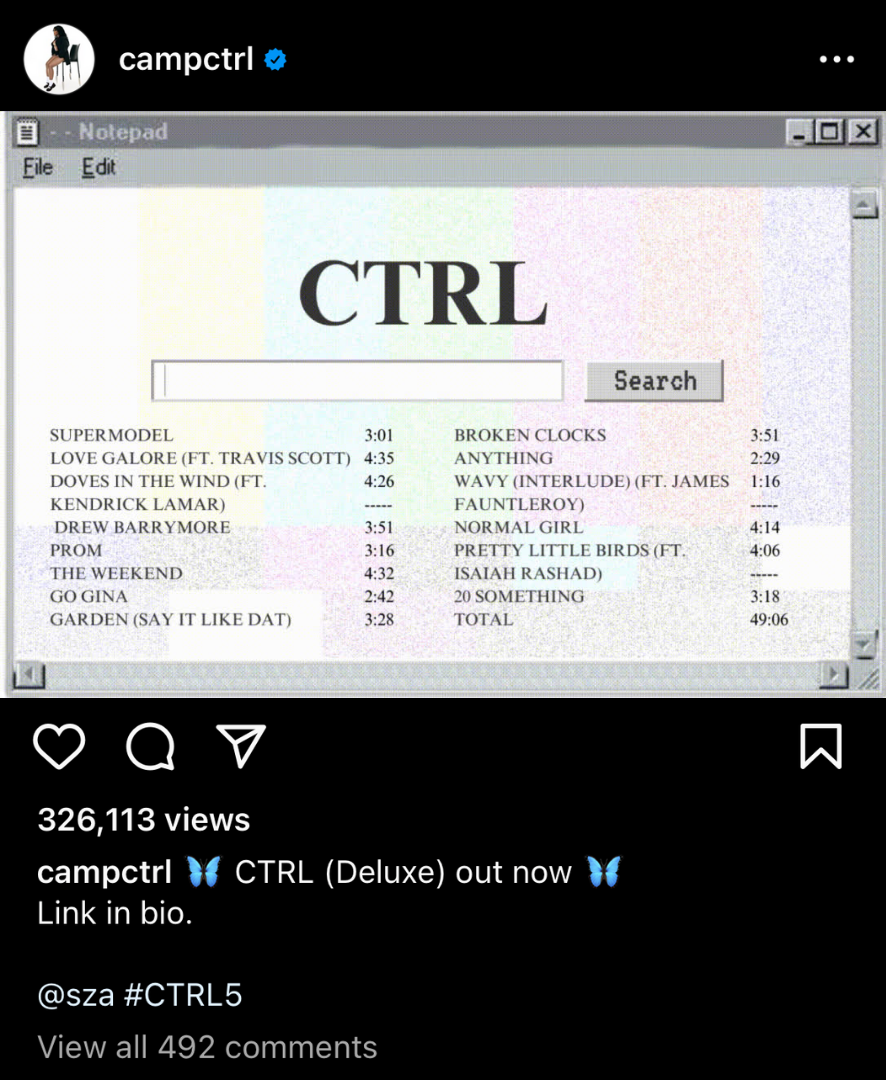 campctrl
- - Notepad
File Edit
CTRL
Search
SUPERMODEL 3:01
LOVE GALORE (FT. TRAVIS SCOTT) 4:35
DOVES IN THE WIND (FT. 4:26
KENDRICK LAMAR) -----
DREW BARRYMORE 3:51
PROM 3:16
THE WEEKEND 4:32
GO GINA 2:42
GARDEN (SAY IT LIKE DAT) 3:28
BROKEN CLOCKS 3:51
ANYTHING 2:29
WAVY (INTERLUDE) (FT. JAMES 1:16
FAUNTLEROY) -----
NORMAL GIRL 4:14
PRETTY LITTLE BIRDS (FT. 4:06
ISAIAH RASHAD) -----
20 SOMETHING 3:18
TOTAL 49:06
326,113 views
campctrl 🦋 CTRL (Deluxe) out now 🦋
Link in bio.
@sza #CTRL5
View all 492 comments